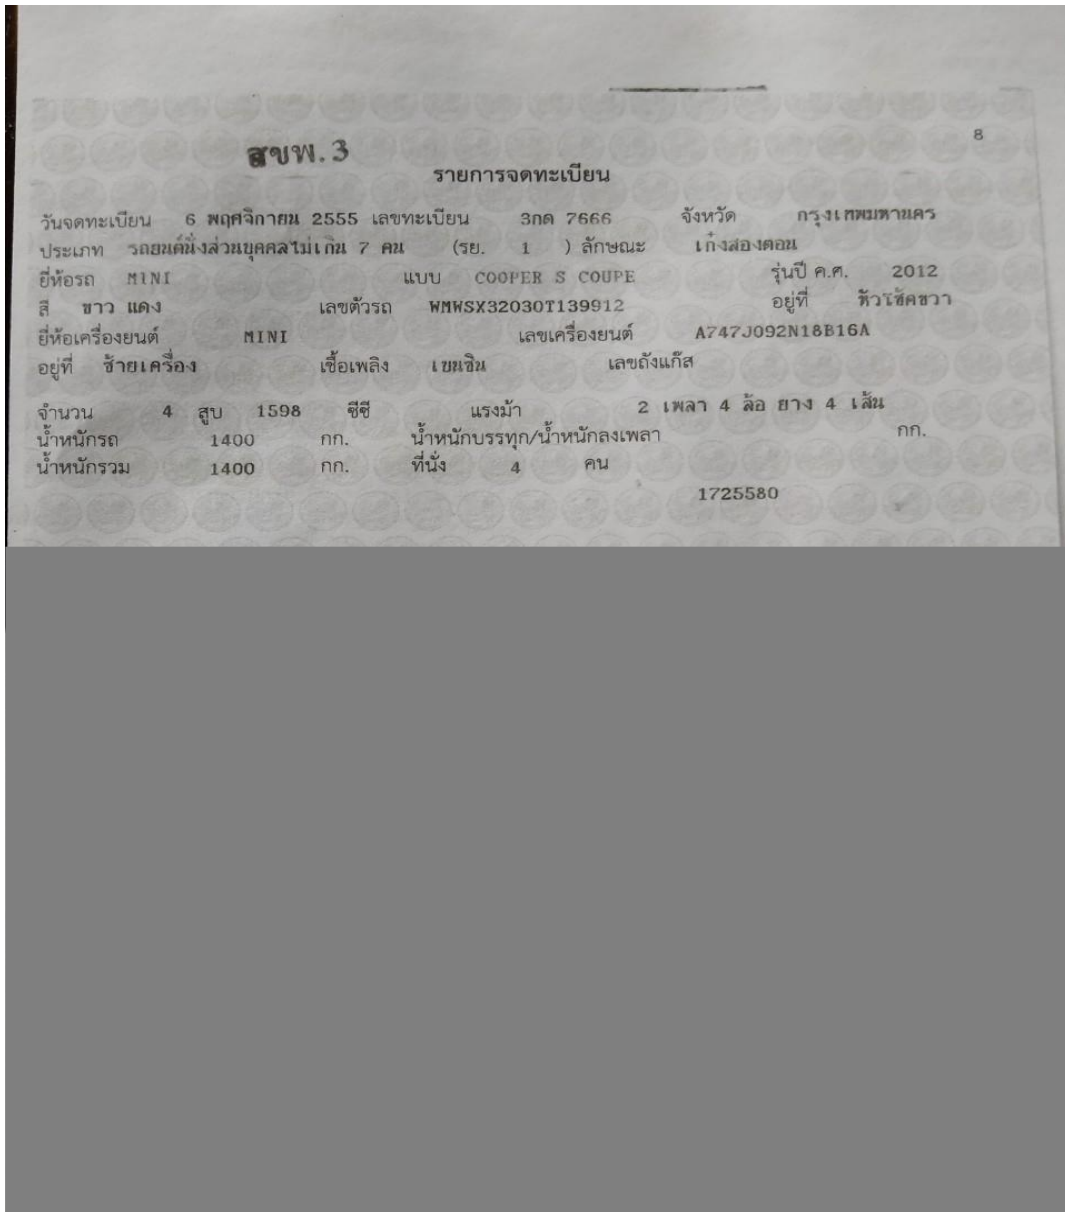 8
สขพ.3
รายการจดทะเบียน
วันจดทะเบียน 6 พฤศจิกายน 2555 เลขทะเบียน 3กด 7666 จังหวัด กรุงเทพมหานคร
ประเภท รถยนต์นั่งส่วนบุคคลไม่เกิน 7 คน (รย. 1 ) ลักษณะ เก๋งสองตอน
ยี่ห้อรถ MINI แบบ COOPER S COUPE รุ่นปี ค.ศ. 2012
สี ขาว แดง เลขตัวรถ WMWSX32030T139912 อยู่ที่ หัวโช้คขวา
ยี่ห้อเครื่องยนต์ MINI เลขเครื่องยนต์ A747J092N18B16A
อยู่ที่ ซ้ายเครื่อง เชื้อเพลิง เบนซิน เลขถังแก๊ส
จำนวน 4 สูบ 1598 ซีซี แรงม้า 2 เพลา 4 ล้อ ยาง 4 เส้น
น้ำหนักรถ 1400 กก. น้ำหนักบรรทุก/น้ำหนักลงเพลา กก.
น้ำหนักรวม 1400 กก. ที่นั่ง 4 คน
1725580